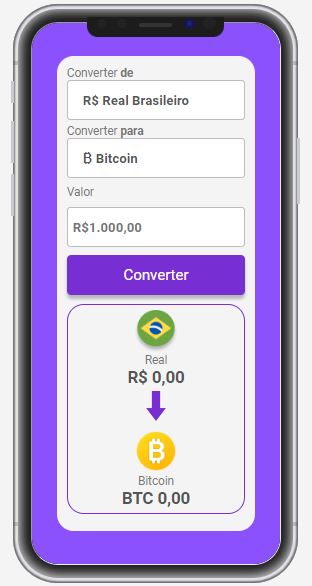 Converter de
R$ Real Brasileiro
Converter para
₿ Bitcoin
Valor
R$1.000,00
Converter
Real
R$ 0,00
Bitcoin
BTC 0,00